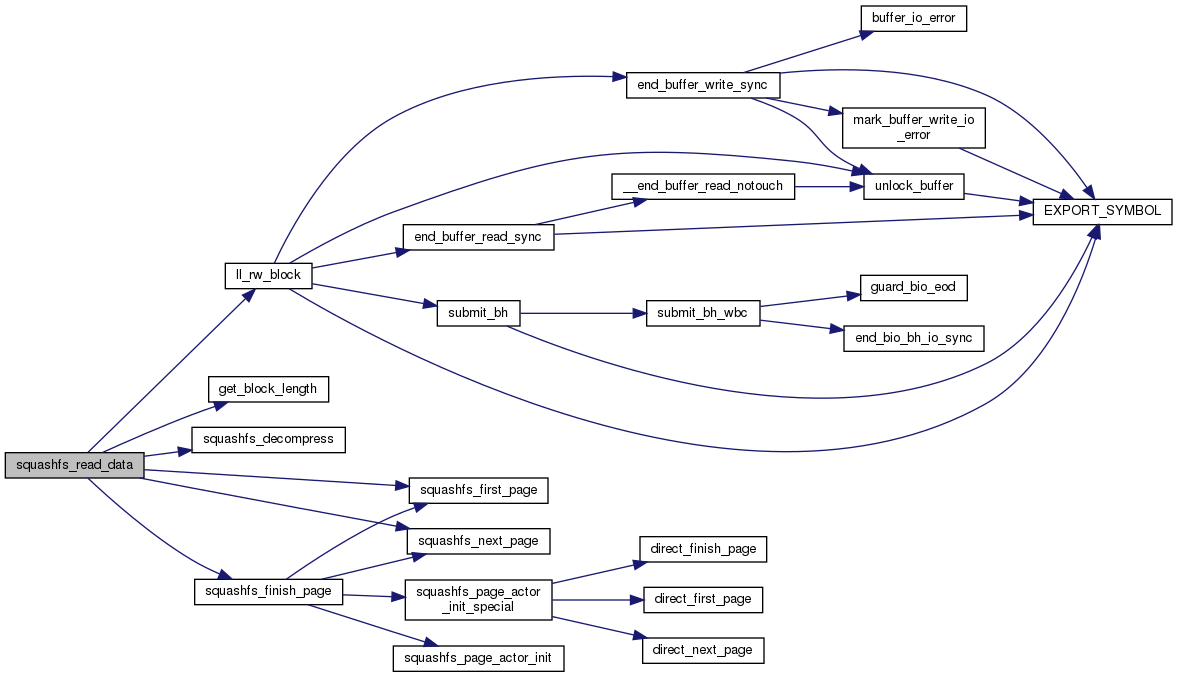 buffer_io_error
end_buffer_write_sync
mark_buffer_write_io
_error
__end_buffer_read_notouch
unlock_buffer
EXPORT_SYMBOL
end_buffer_read_sync
ll_rw_block
guard_bio_eod
submit_bh
submit_bh_wbc
end_bio_bh_io_sync
get_block_length
squashfs_decompress
squashfs_read_data
squashfs_first_page
squashfs_next_page
direct_finish_page
squashfs_finish_page
squashfs_page_actor
_init_special
direct_first_page
direct_next_page
squashfs_page_actor_init